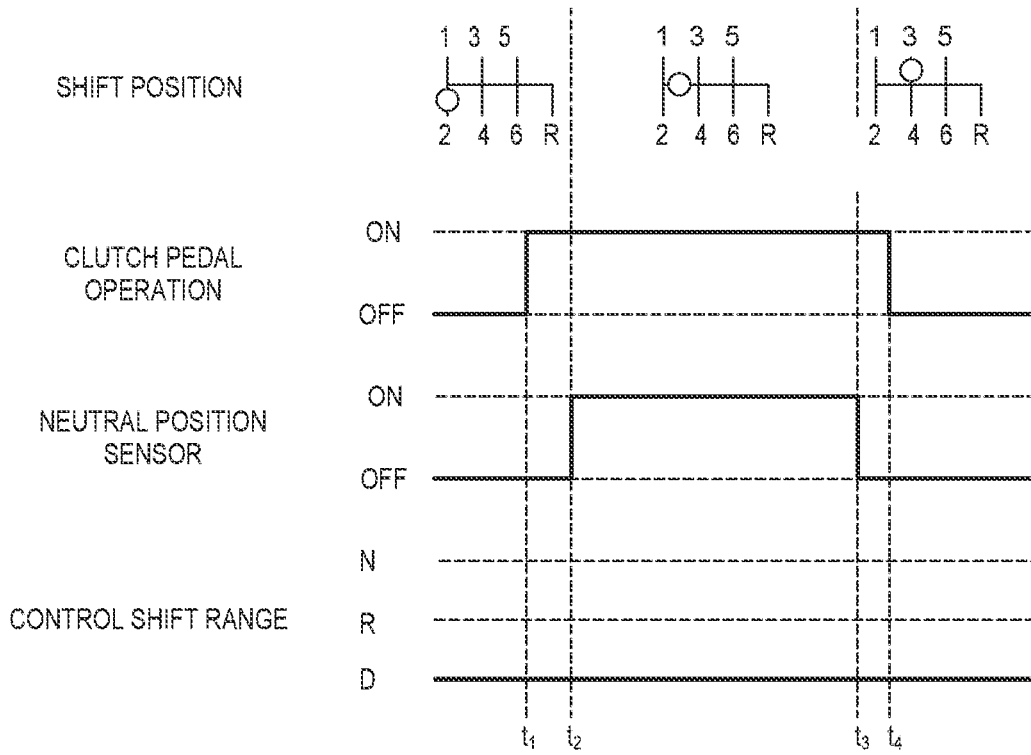 1 3 5
1 3 5
1 3 5
SHIFT POSITION
2 4 6 R
2 4 6 R
2 4 6 R
ON
CLUTCH PEDAL
OPERATION
OFF
ON
NEUTRAL POSITION
SENSOR
OFF
N
CONTROL SHIFT RANGE
R
D
t1 t2 t3 t4